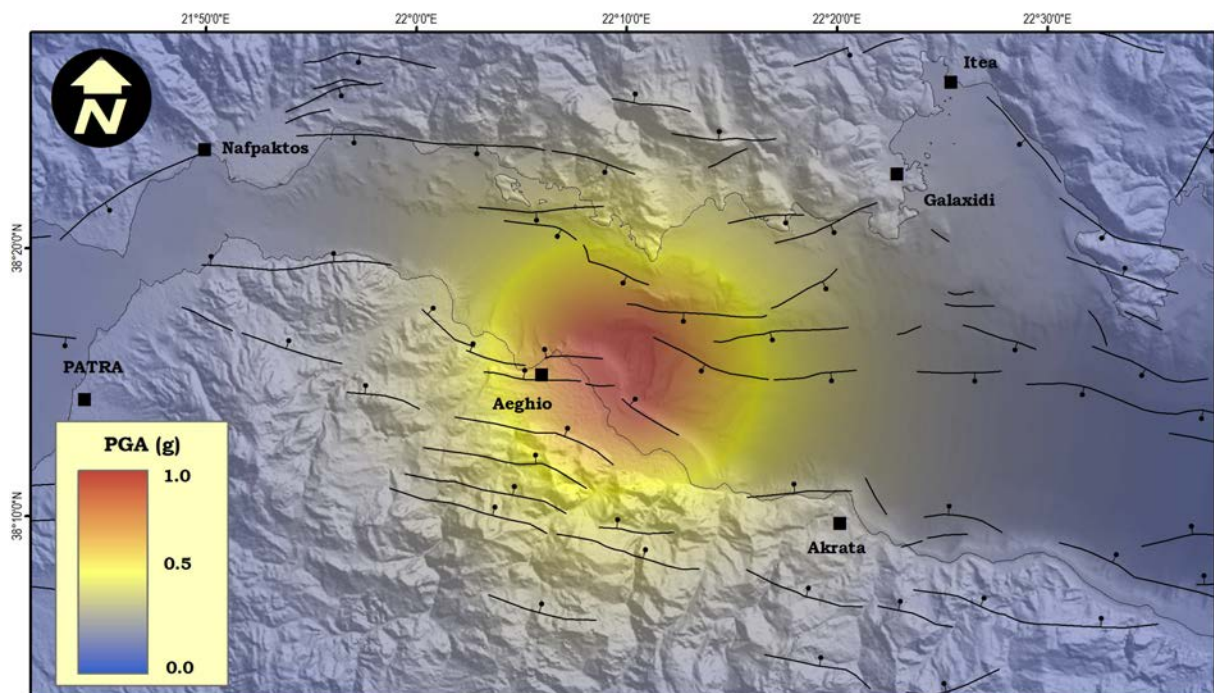 21°50'0"E 22°0'0"E 22°10'0"E 22°20'0"E 22°30'0"E
N
Itea
Nafpaktos
Galaxidi
38°20'0"N
PATRA
Aeghio
PGA (g)
1.0
0.5
0.0
38°10'0"N
Akrata